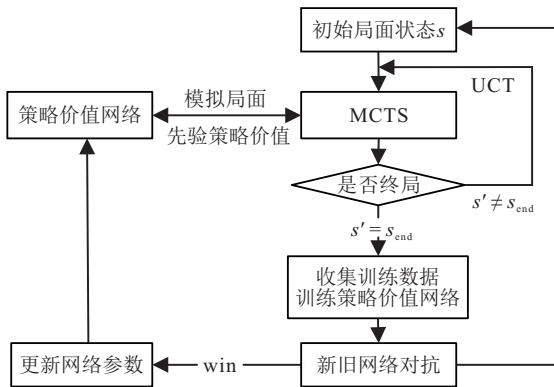 初始局面状态s
UCT
模拟局面
策略价值网络
MCTS
先验策略价值
是否终局
s′ ≠ s_end
s′ = s_end
收集训练数据
训练策略价值网络
更新网络参数
win
新旧网络对抗